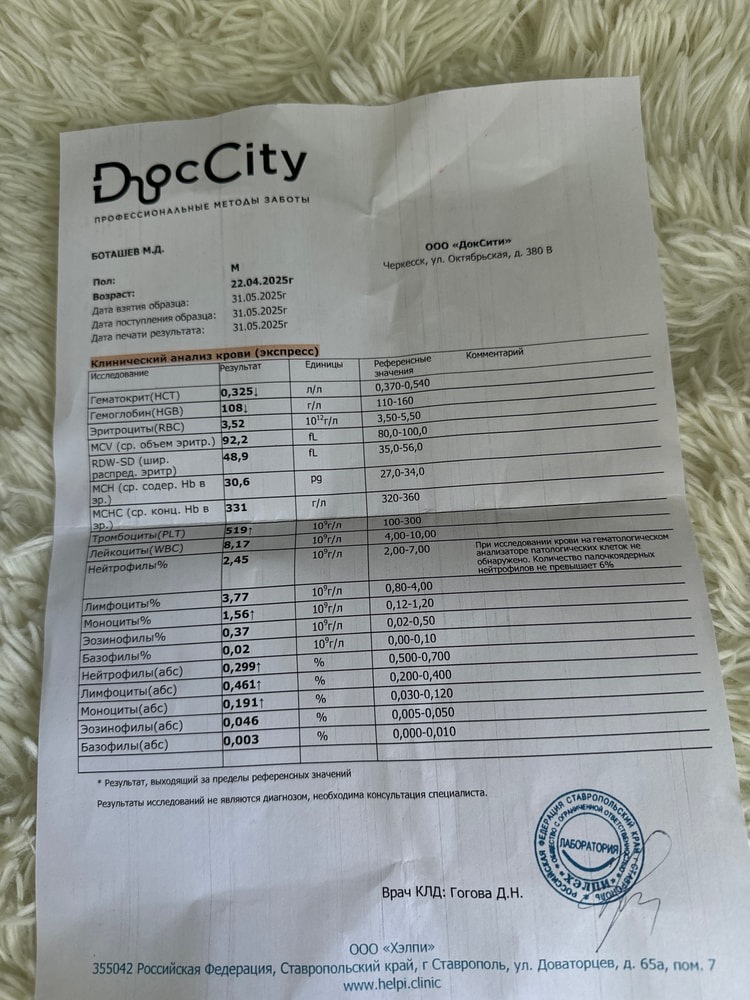 DocCity
ПРОФЕССИОНАЛЬНЫЕ МЕТОДЫ ЗАБОТЫ
БОТАШЕВ М.Д.
ООО «ДокСити»
Черкесск, ул. Октябрьская, д. 380 В
Пол: М
Возраст: 22.04.2025г
Дата взятия образца: 31.05.2025г
Дата поступления образца: 31.05.2025г
Дата печати результата: 31.05.2025г
Клинический анализ крови (экспресс)
Исследование Результат Единицы Референсные значения Комментарий
Гематокрит(HCT) 0,325↓ л/л 0,370-0,540
Гемоглобин(HGB) 108↓ г/л 110-160
Эритроциты(RBC) 3,52 10¹²г/л 3,50-5,50
MCV (ср. объем эритр.) 92,2 fL 80,0-100,0
RDW-SD (шир. распред. эритр) 48,9 fL 35,0-56,0
MCH (ср. содер. Hb в эр.) 30,6 pg 27,0-34,0
MCHC (ср. конц. Hb в эр.) 331 г/л 320-360
Тромбоциты(PLT) 519↑ 10⁹г/л 100-300
Лейкоциты(WBC) 8,17 10⁹г/л 4,00-10,00
Нейтрофилы% 2,45 10⁹г/л 2,00-7,00 При исследовании крови на гематологическом
анализаторе патологических клеток не
обнаружено. Количество палочкоядерных
нейтрофилов не превышает 6%
Лимфоциты% 3,77 10⁹г/л 0,80-4,00
Моноциты% 1,56↑ 10⁹г/л 0,12-1,20
Эозинофилы% 0,37 10⁹г/л 0,02-0,50
Базофилы% 0,02 10⁹г/л 0,00-0,10
Нейтрофилы(абс) 0,299↑ % 0,500-0,700
Лимфоциты(абс) 0,461↑ % 0,200-0,400
Моноциты(абс) 0,191↑ % 0,030-0,120
Эозинофилы(абс) 0,046 % 0,005-0,050
Базофилы(абс) 0,003 % 0,000-0,010
* Результат, выходящий за пределы референсных значений
Результаты исследований не являются диагнозом, необходима консультация специалиста.
РОССИЙСКАЯ ФЕДЕРАЦИЯ СТАВРОПОЛЬСКИЙ КРАЙ Г. СТАВРОПОЛЬ
ОБЩЕСТВО С ОГРАНИЧЕННОЙ ОТВЕТСТВЕННОСТЬЮ
ЛАБОРАТОРИЯ
«ХЭЛПИ»
Врач КЛД: Гогова Д.Н.
ООО «Хэлпи»
355042 Российская Федерация, Ставропольский край, г Ставрополь, ул. Доваторцев, д. 65а, пом. 7
www.helpi.clinic